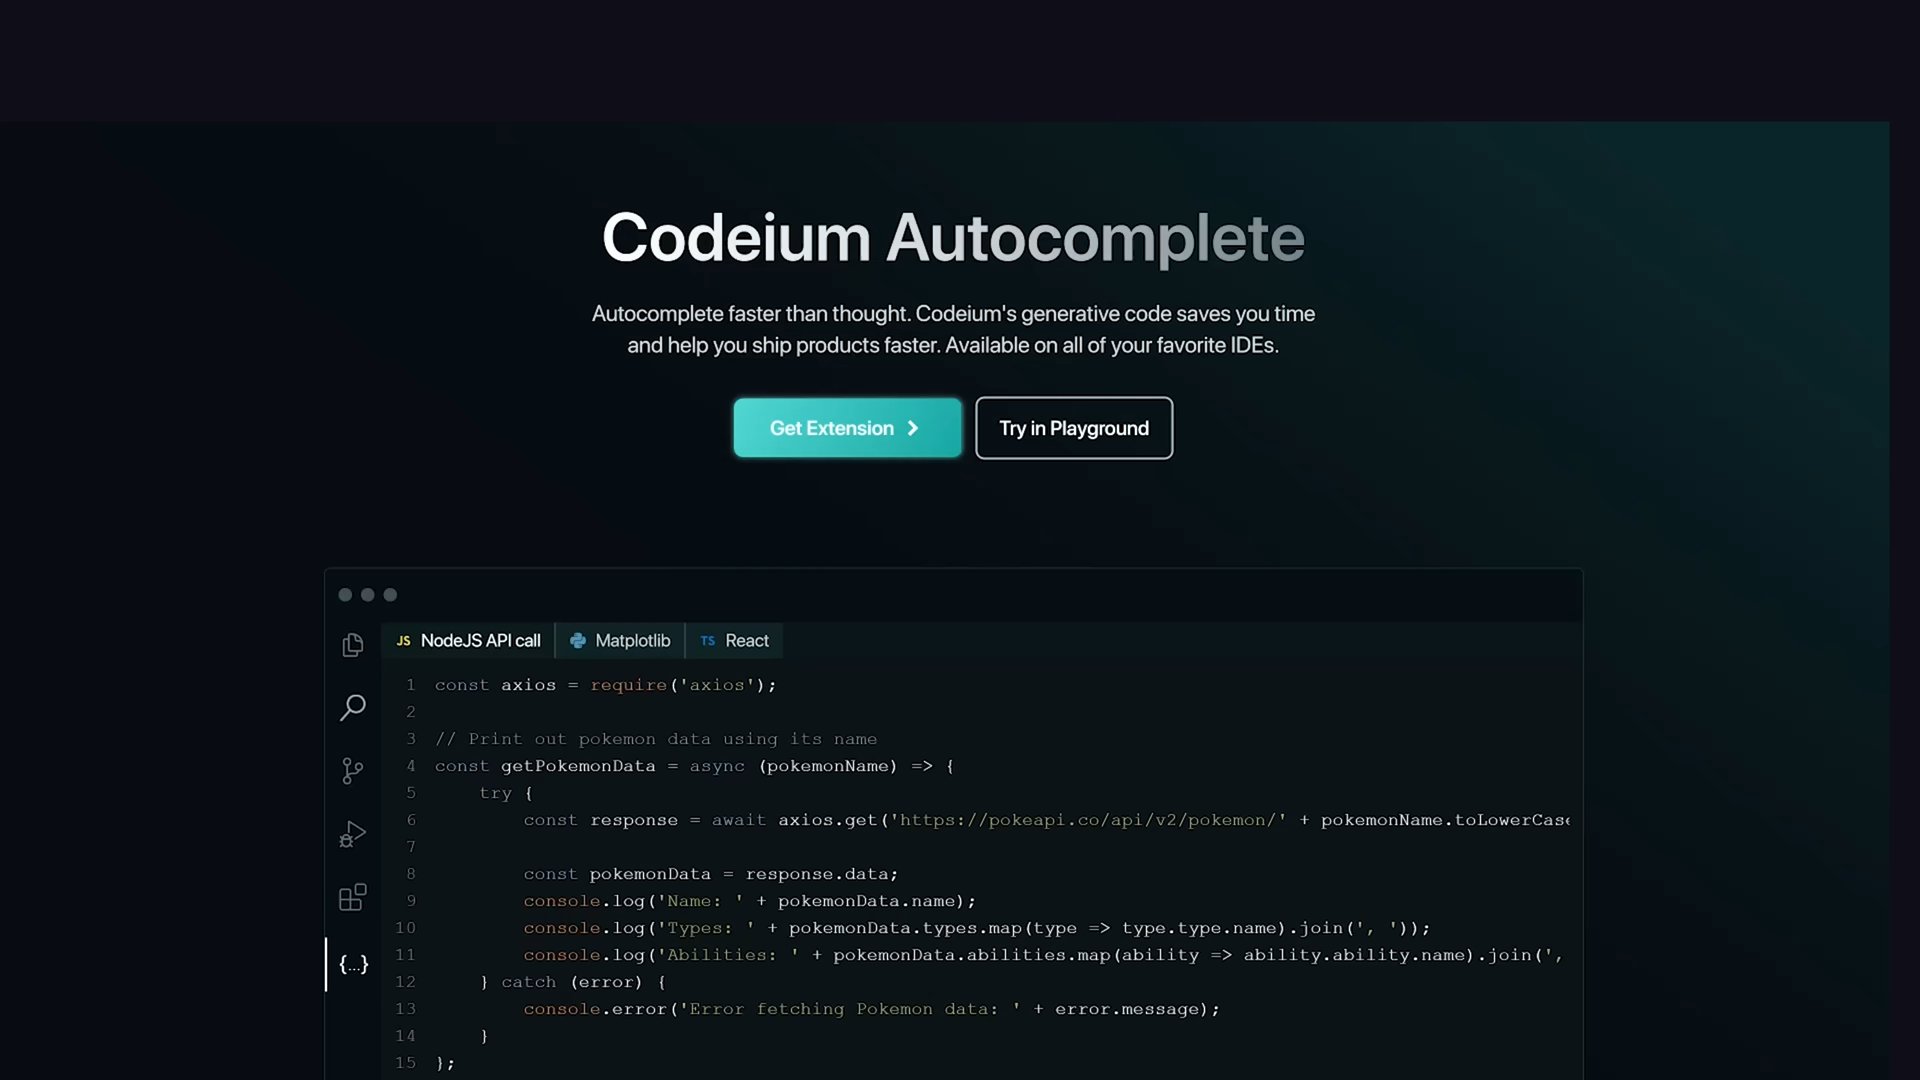 Codeium Autocomplete
Autocomplete faster than thought. Codeium's generative code saves you time
and help you ship products faster. Available on all of your favorite IDEs.
Get Extension
Try in Playground
JS NodeJS API call Matplotlib TS React
1 const axios = require('axios');
2
3 // Print out pokemon data using its name
4 const getPokemonData = async (pokemonName) => {
5 try {
6 const response = await axios.get('https://pokeapi.co/api/v2/pokemon/' + pokemonName.toLowerCase
7
8 const pokemonData = response.data;
9 console.log('Name: ' + pokemonData.name);
10 console.log('Types: ' + pokemonData.types.map(type => type.type.name).join(', '));
11 console.log('Abilities: ' + pokemonData.abilities.map(ability => ability.ability.name).join(',
12 } catch (error) {
13 console.error('Error fetching Pokemon data: ' + error.message);
14 }
15 };
{...}